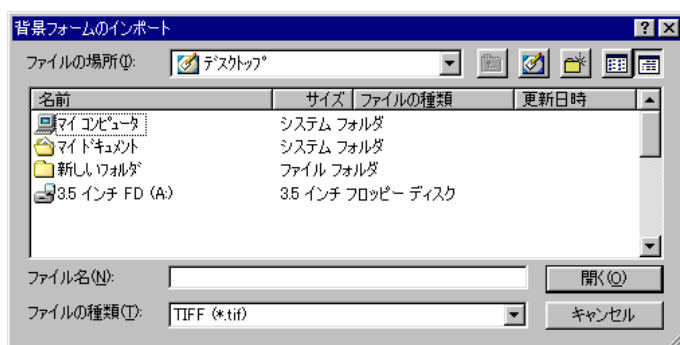 背景フォームのインポート
ファイルの場所(I): ﾃﾞｽｸﾄｯﾌﾟ
名前 サイズ ファイルの種類 更新日時
ﾏｲ ｺﾝﾋﾟｭｰﾀ システム フォルダ
ﾏｲ ﾄﾞｷｭﾒﾝﾄ システム フォルダ
新しいﾌｫﾙﾀﾞ ファイル フォルダ
3.5 インチ FD (A:) 3.5 インチ フロッピー ディスク
ファイル名(N): 開く(O)
ファイルの種類(T): TIFF (*.tif) キャンセル